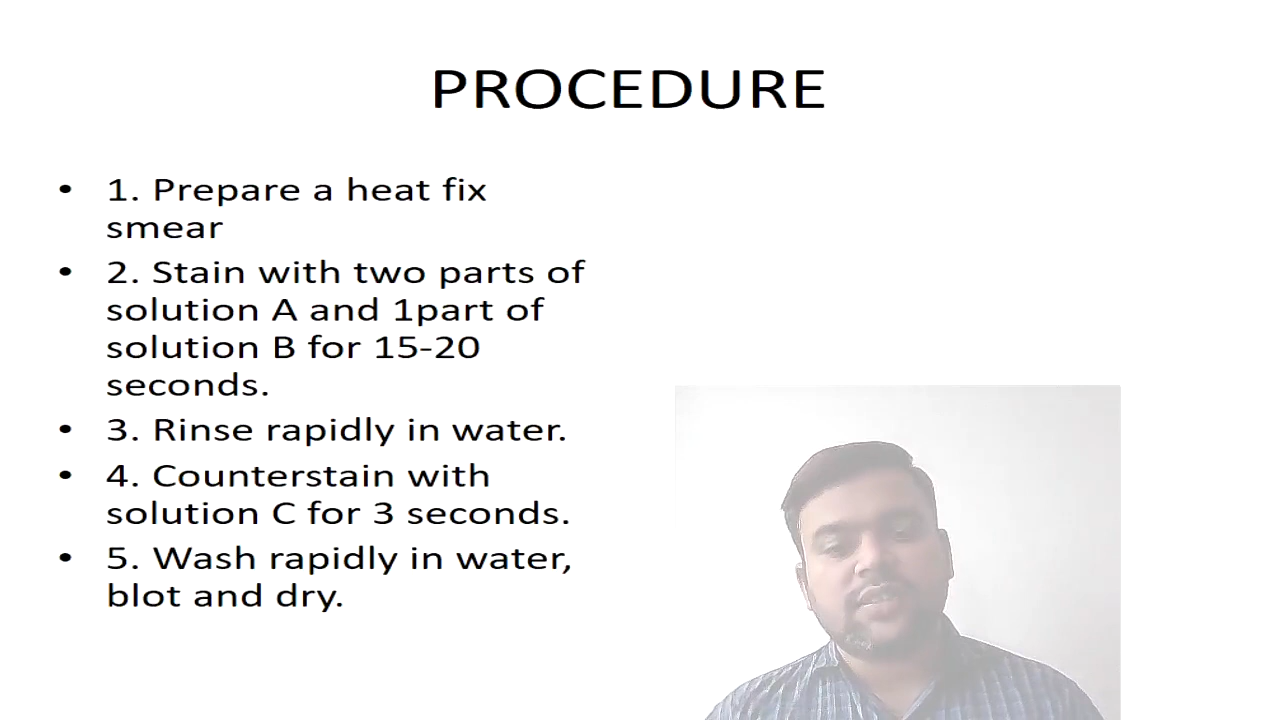 PROCEDURE
• 1. Prepare a heat fix
smear
• 2. Stain with two parts of
solution A and 1part of
solution B for 15-20
seconds.
• 3. Rinse rapidly in water.
• 4. Counterstain with
solution C for 3 seconds.
• 5. Wash rapidly in water,
blot and dry.